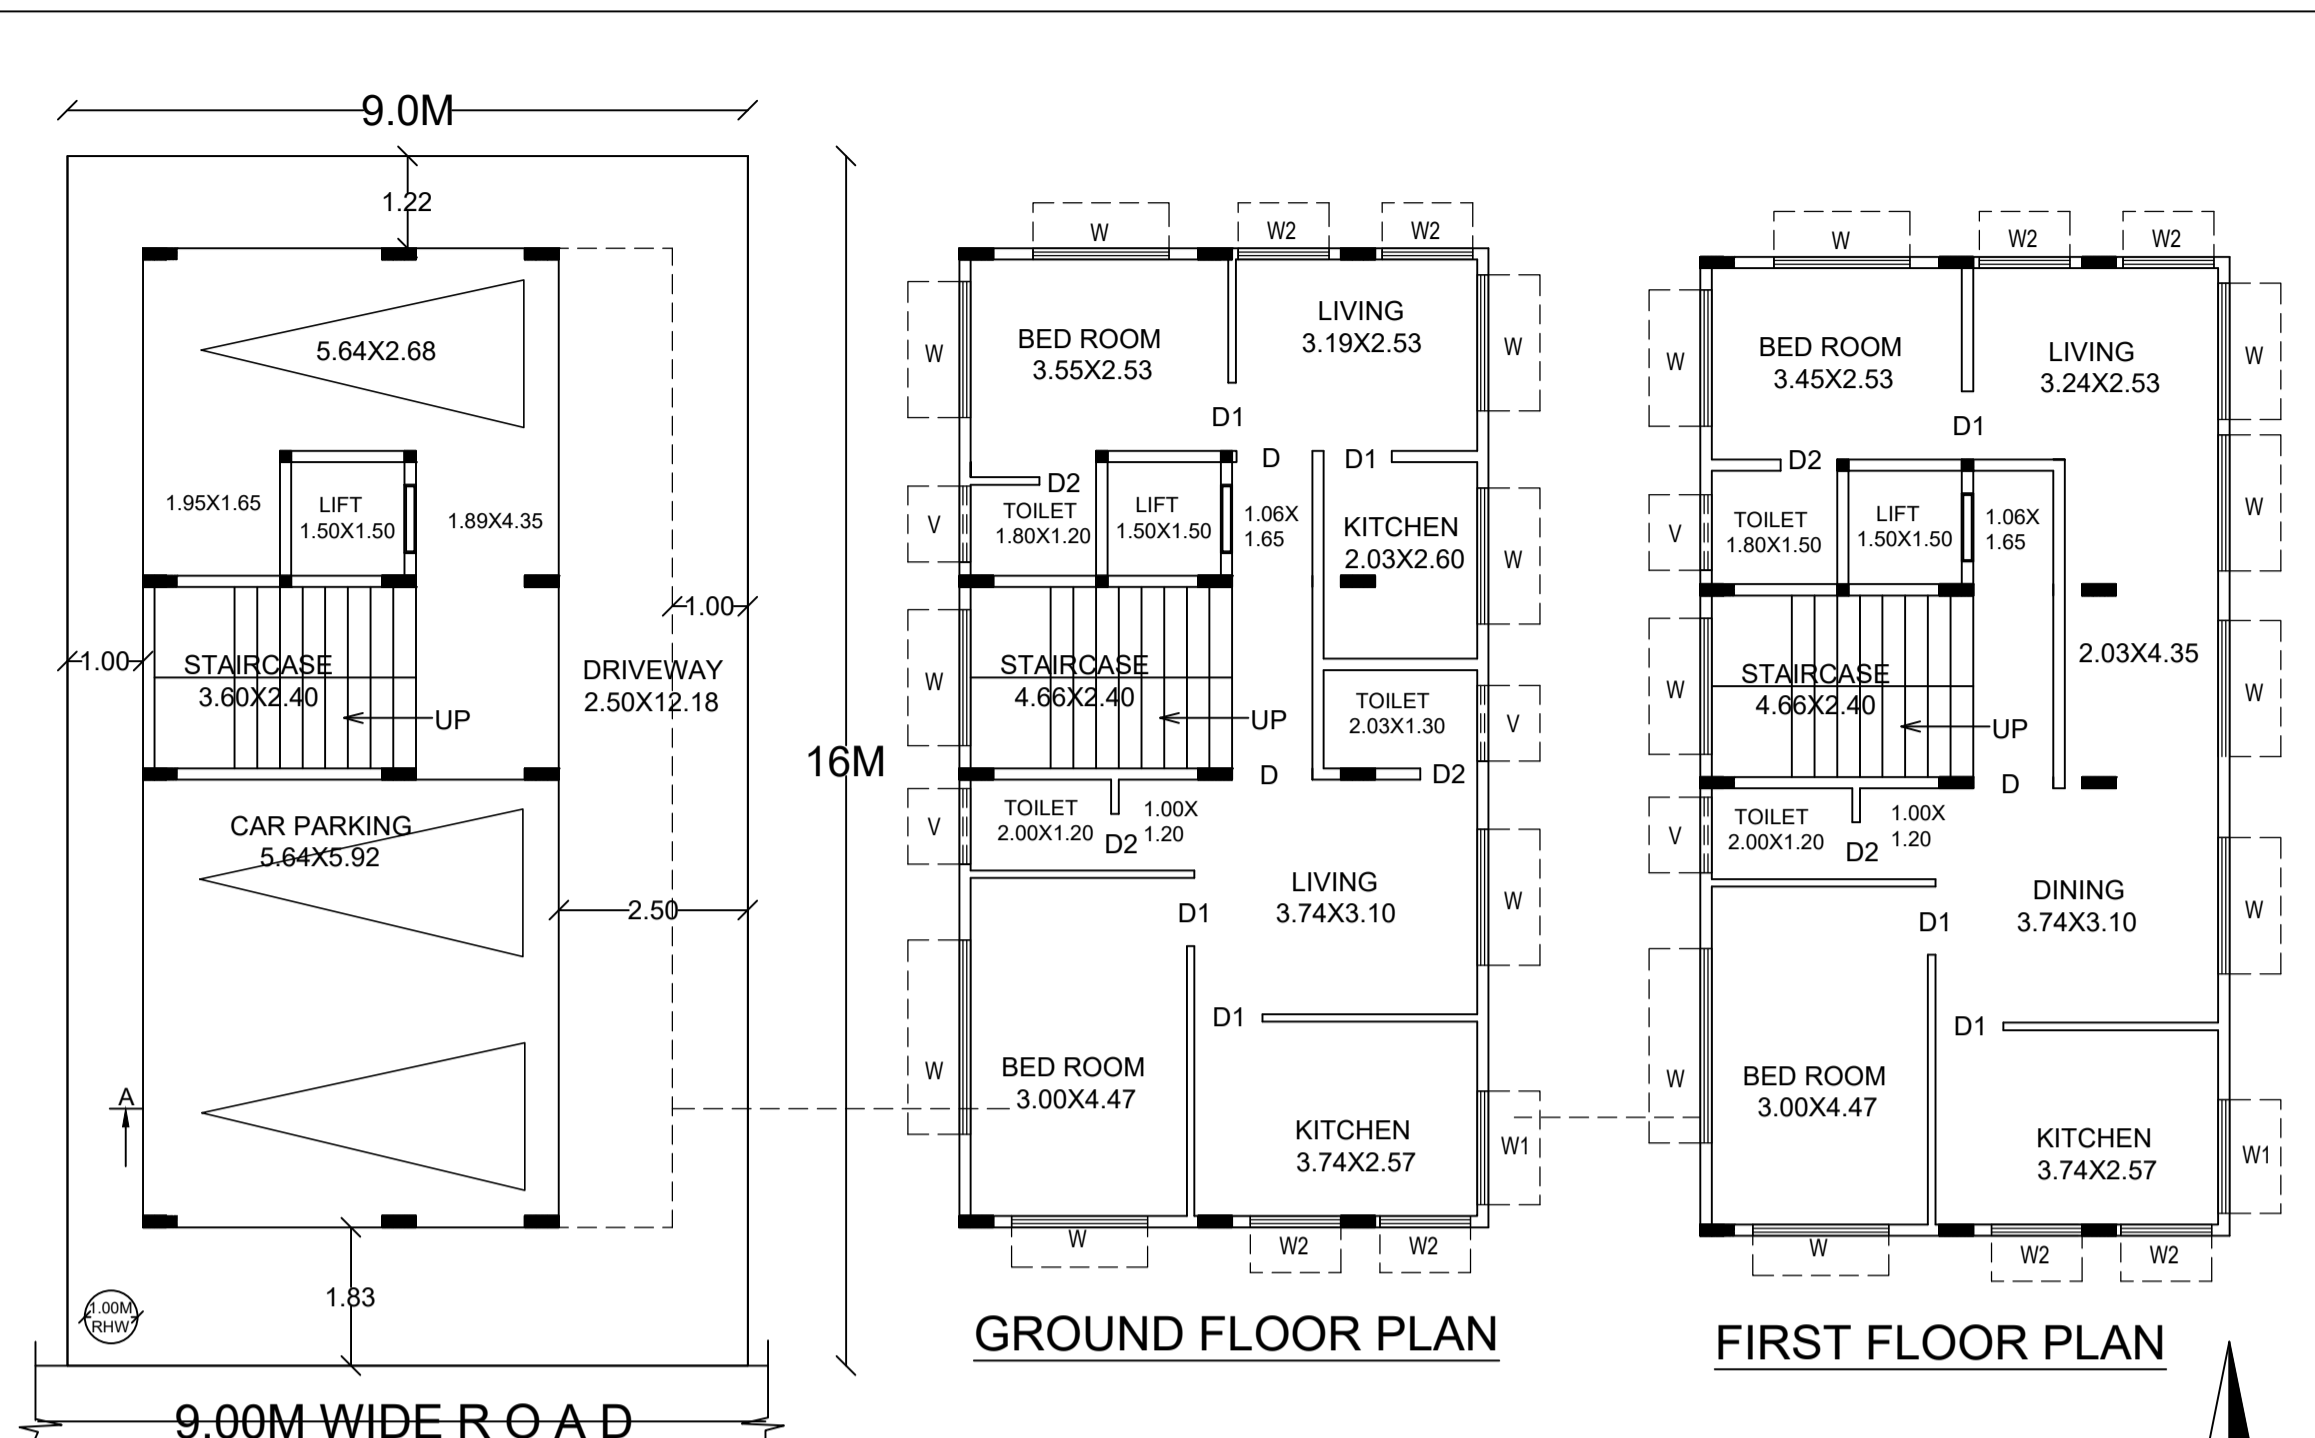 9.0M
1.22
5.64X2.68
1.95X1.65
LIFT
1.50X1.50
1.89X4.35
1.00
1.00
STAIRCASE
3.60X2.40
UP
DRIVEWAY
2.50X12.18
16M
CAR PARKING
5.64X5.92
2.50
A
1.83
1.00M
RHW
9.00M WIDE R O A D
W
W2
W2
W
BED ROOM
3.55X2.53
LIVING
3.19X2.53
W
D1
D
D1
D2
V
TOILET
1.80X1.20
LIFT
1.50X1.50
1.06X
1.65
KITCHEN
2.03X2.60
W
W
STAIRCASE
4.66X2.40
UP
TOILET
2.03X1.30
V
D
D2
V
TOILET
2.00X1.20
D2
1.00X
1.20
LIVING
3.74X3.10
W
D1
D1
W
BED ROOM
3.00X4.47
KITCHEN
3.74X2.57
W1
W
W2
W2
GROUND FLOOR PLAN
W
W2
W2
W
BED ROOM
3.45X2.53
LIVING
3.24X2.53
W
D1
D2
V
TOILET
1.80X1.50
LIFT
1.50X1.50
1.06X
1.65
W
W
STAIRCASE
4.66X2.40
UP
2.03X4.35
W
D
V
TOILET
2.00X1.20
D2
1.00X
1.20
DINING
3.74X3.10
W
D1
D1
W
BED ROOM
3.00X4.47
KITCHEN
3.74X2.57
W1
W
W2
W2
FIRST FLOOR PLAN